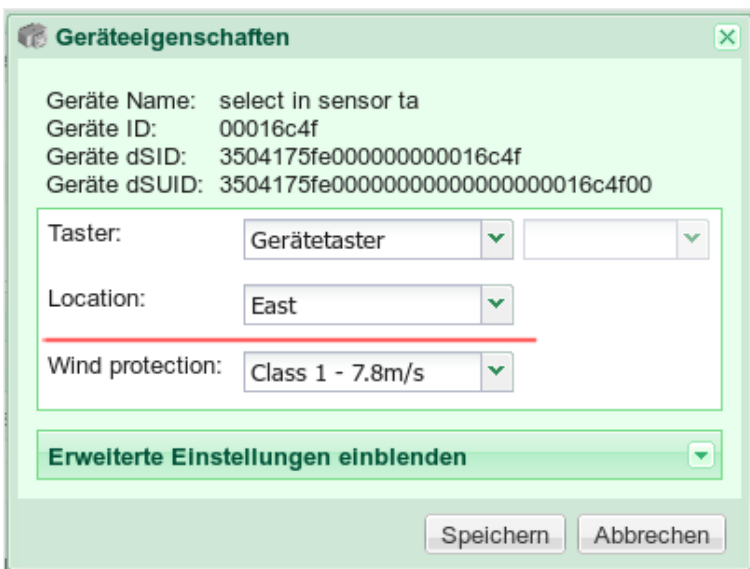 Geräteeigenschaften
Geräte Name: select in sensor ta
Geräte ID: 00016c4f
Geräte dSID: 3504175fe000000000016c4f
Geräte dSUID: 3504175fe00000000000000000016c4f00
Taster: Gerätetaster
Location: East
Wind protection: Class 1 - 7.8m/s
Erweiterte Einstellungen einblenden
Speichern Abbrechen